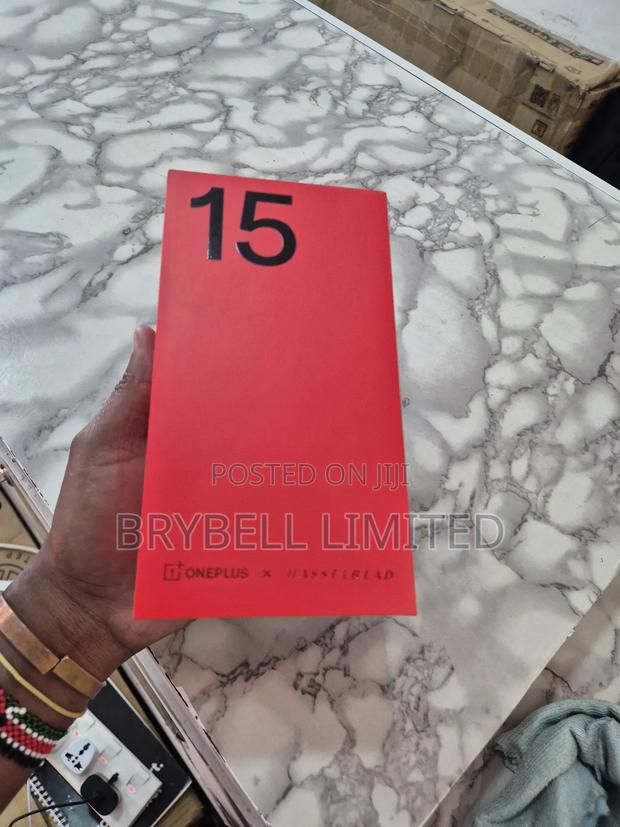 15
POSTED ON JIJI
BRYBELL LIMITED
ONEPLUS × HASSELBLAD